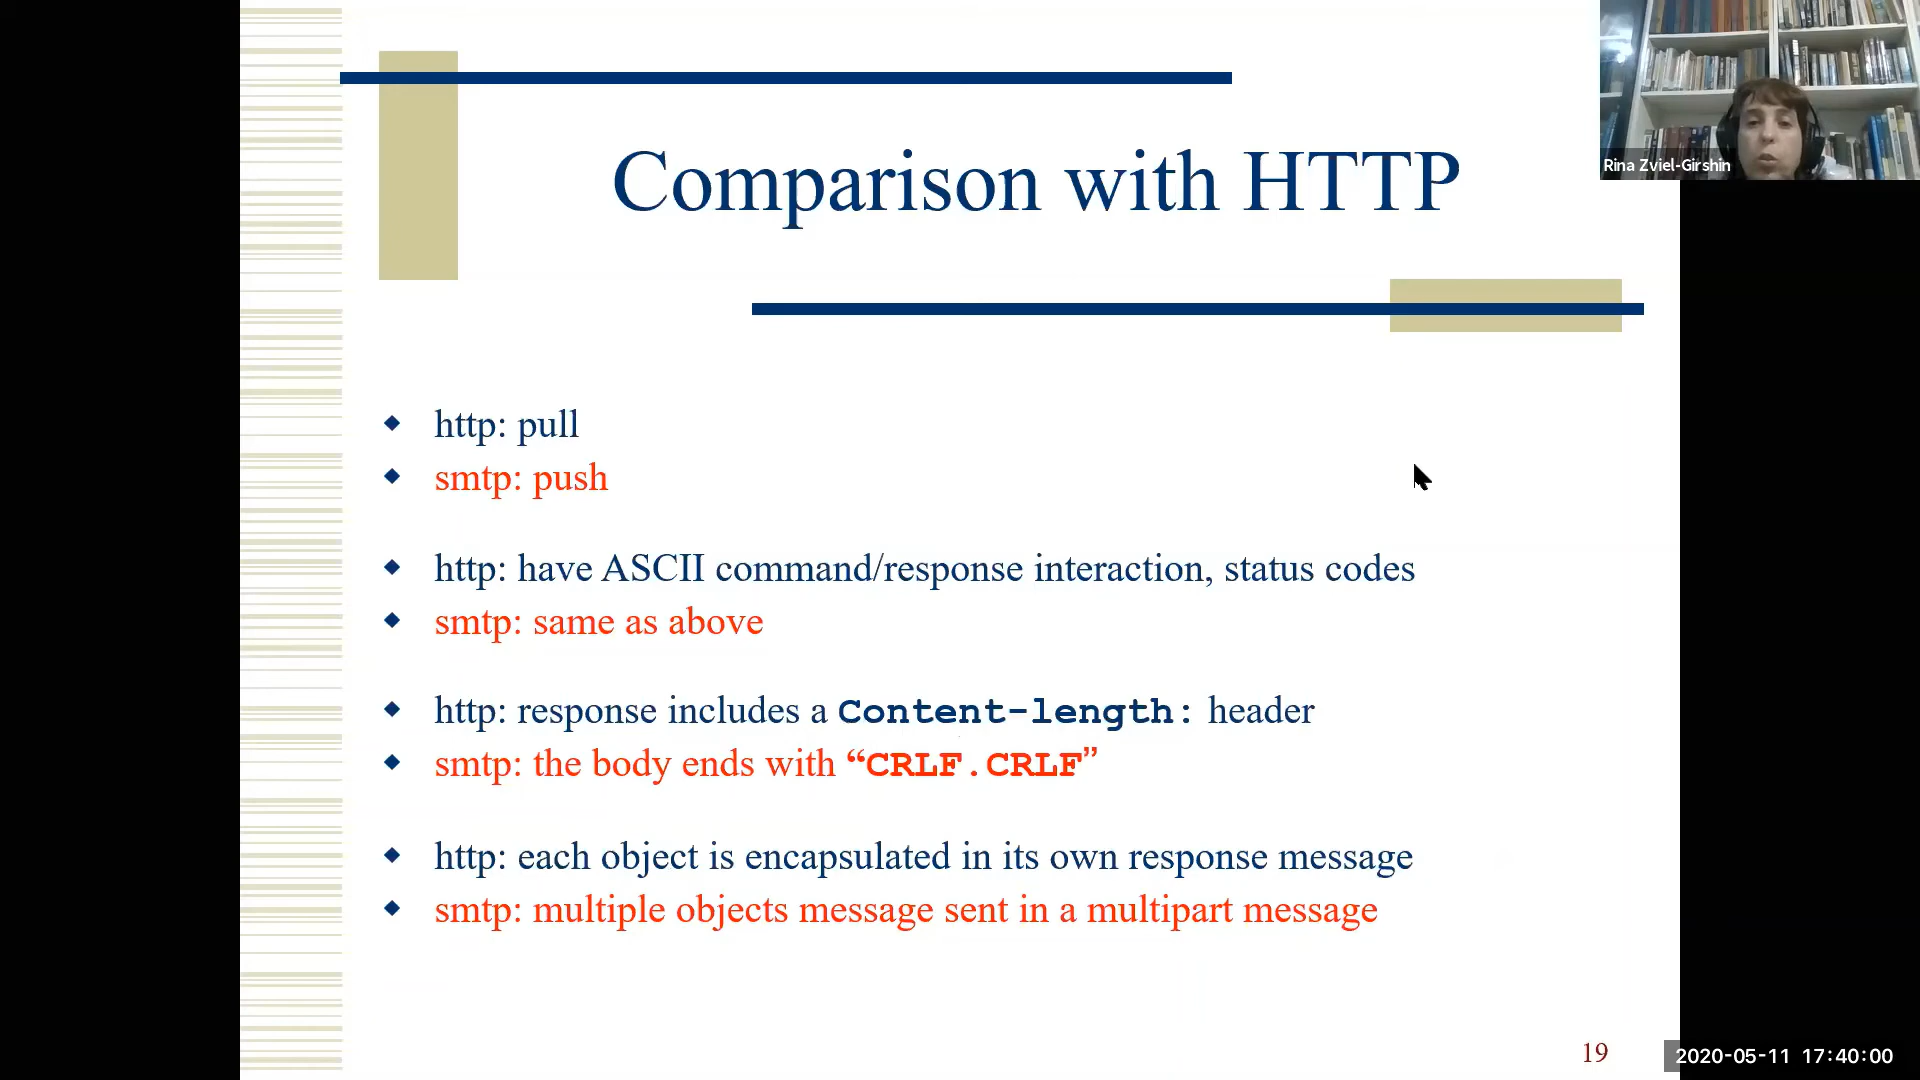 Rina Zviel-Girshin
Comparison with HTTP
http: pull
smtp: push
http: have ASCII command/response interaction, status codes
smtp: same as above
http: response includes a Content-length: header
smtp: the body ends with “CRLF.CRLF”
http: each object is encapsulated in its own response message
smtp: multiple objects message sent in a multipart message
19
2020-05-11 17:40:00